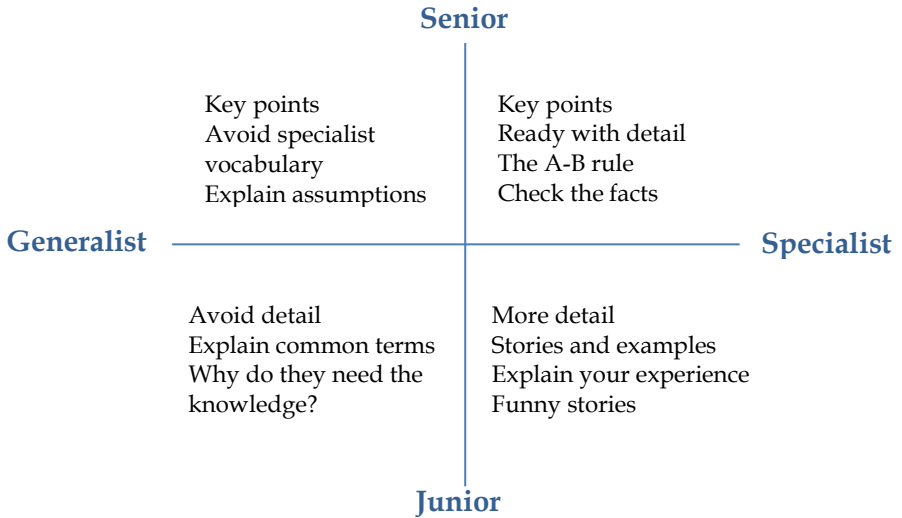 Senior
Key points
Avoid specialist
vocabulary
Explain assumptions
Key points
Ready with detail
The A-B rule
Check the facts
Generalist
Specialist
Avoid detail
Explain common terms
Why do they need the
knowledge?
More detail
Stories and examples
Explain your experience
Funny stories
Junior